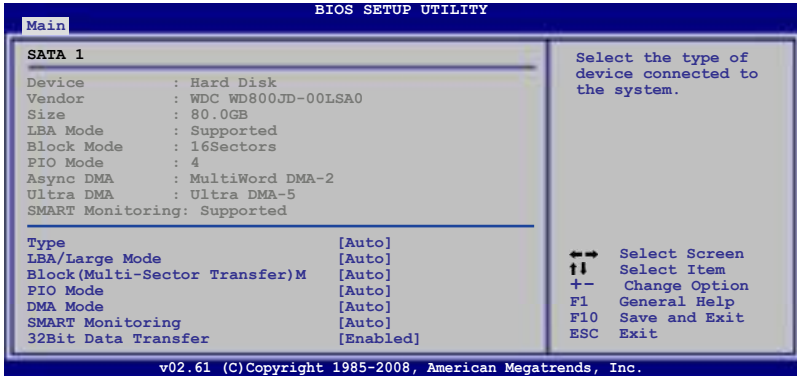 BIOS SETUP UTILITY
Main
SATA 1
Device : Hard Disk
Vendor : WDC WD800JD-00LSA0
Size : 80.0GB
LBA Mode : Supported
Block Mode : 16Sectors
PIO Mode : 4
Async DMA : MultiWord DMA-2
Ultra DMA : Ultra DMA-5
SMART Monitoring: Supported
Type [Auto]
LBA/Large Mode [Auto]
Block(Multi-Sector Transfer)M [Auto]
PIO Mode [Auto]
DMA Mode [Auto]
SMART Monitoring [Auto]
32Bit Data Transfer [Enabled]
Select the type of
device connected to
the system.
←→ Select Screen
↑↓ Select Item
+- Change Option
F1 General Help
F10 Save and Exit
ESC Exit
v02.61 (C)Copyright 1985-2008, American Megatrends, Inc.